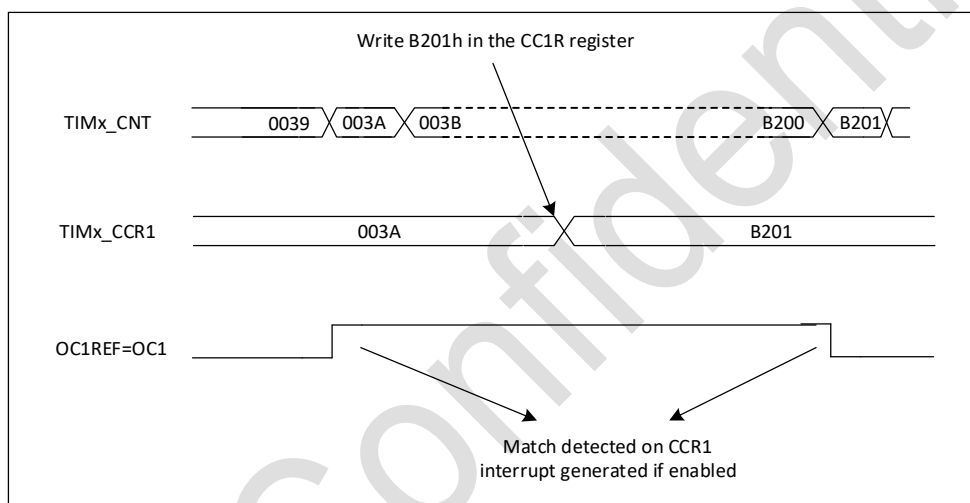 Write B201h in the CC1R register
TIMx_CNT 0039 003A 003B B200 B201
TIMx_CCR1 003A B201
OC1REF=OC1
Match detected on CCR1
interrupt generated if enabled
Confidenti